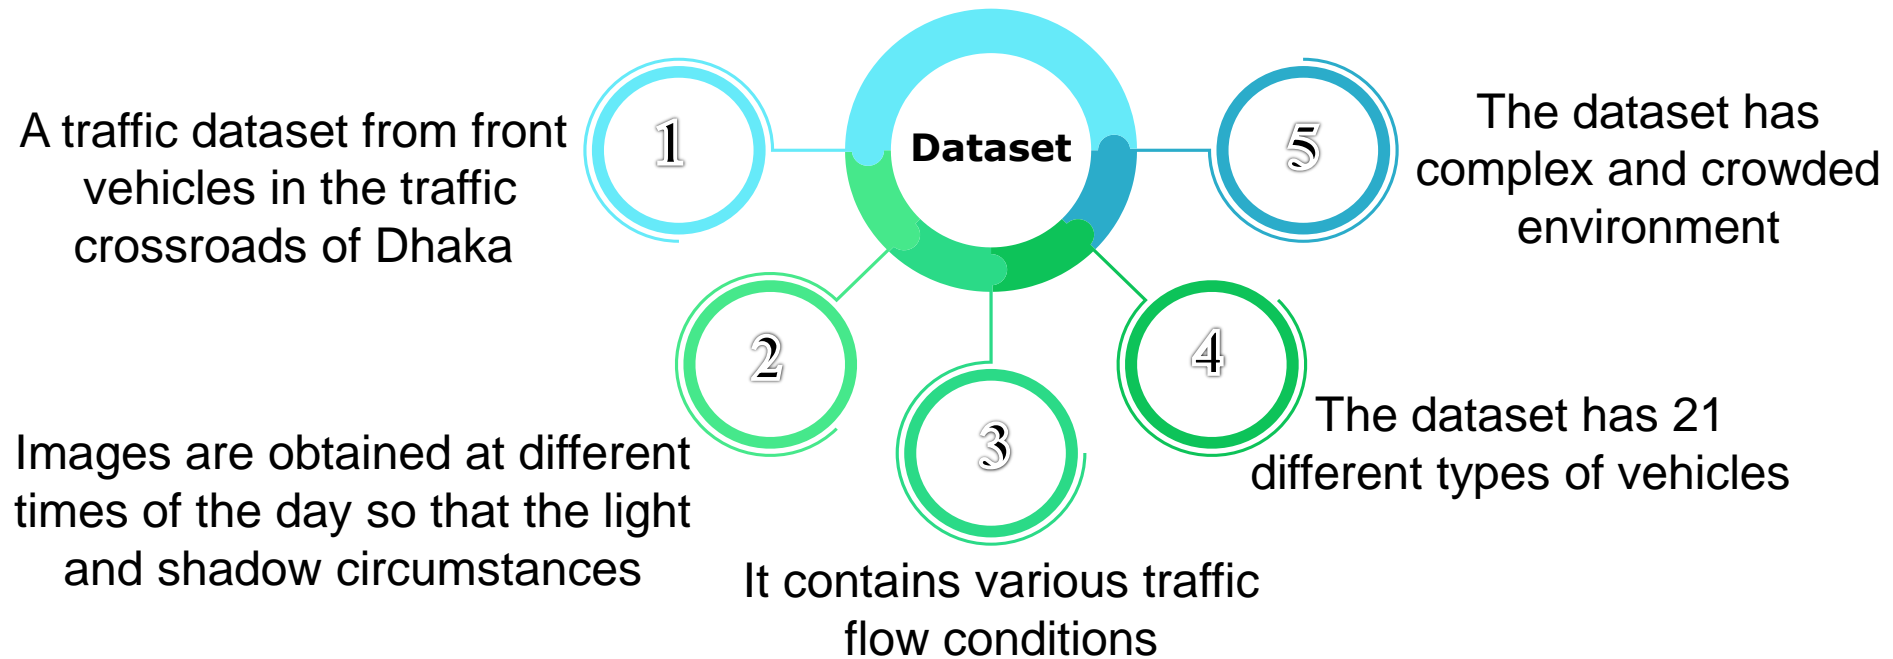 Dataset
1
A traffic dataset from front
vehicles in the traffic
crossroads of Dhaka
2
Images are obtained at different
times of the day so that the light
and shadow circumstances
3
It contains various traffic
flow conditions
4
The dataset has 21
different types of vehicles
5
The dataset has
complex and crowded
environment